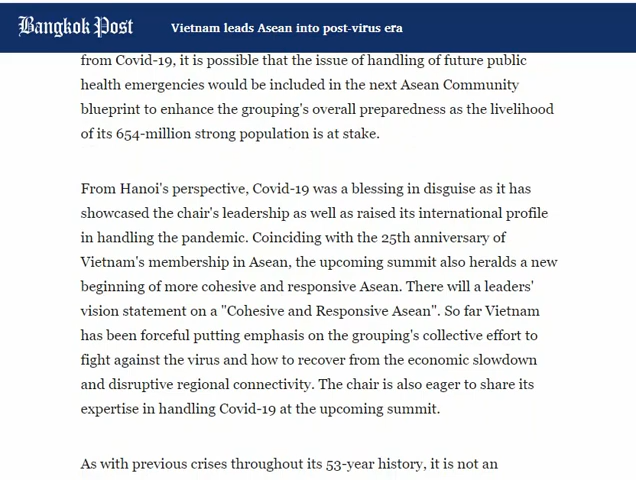 Bangkok Post
Vietnam leads Asean into post-virus era
from Covid-19, it is possible that the issue of handling of future public
health emergencies would be included in the next Asean Community
blueprint to enhance the grouping's overall preparedness as the livelihood
of its 654-million strong population is at stake.
From Hanoi's perspective, Covid-19 was a blessing in disguise as it has
showcased the chair's leadership as well as raised its international profile
in handling the pandemic. Coinciding with the 25th anniversary of
Vietnam's membership in Asean, the upcoming summit also heralds a new
beginning of more cohesive and responsive Asean. There will a leaders'
vision statement on a "Cohesive and Responsive Asean". So far Vietnam
has been forceful putting emphasis on the grouping's collective effort to
fight against the virus and how to recover from the economic slowdown
and disruptive regional connectivity. The chair is also eager to share its
expertise in handling Covid-19 at the upcoming summit.
As with previous crises throughout its 53-year history, it is not an